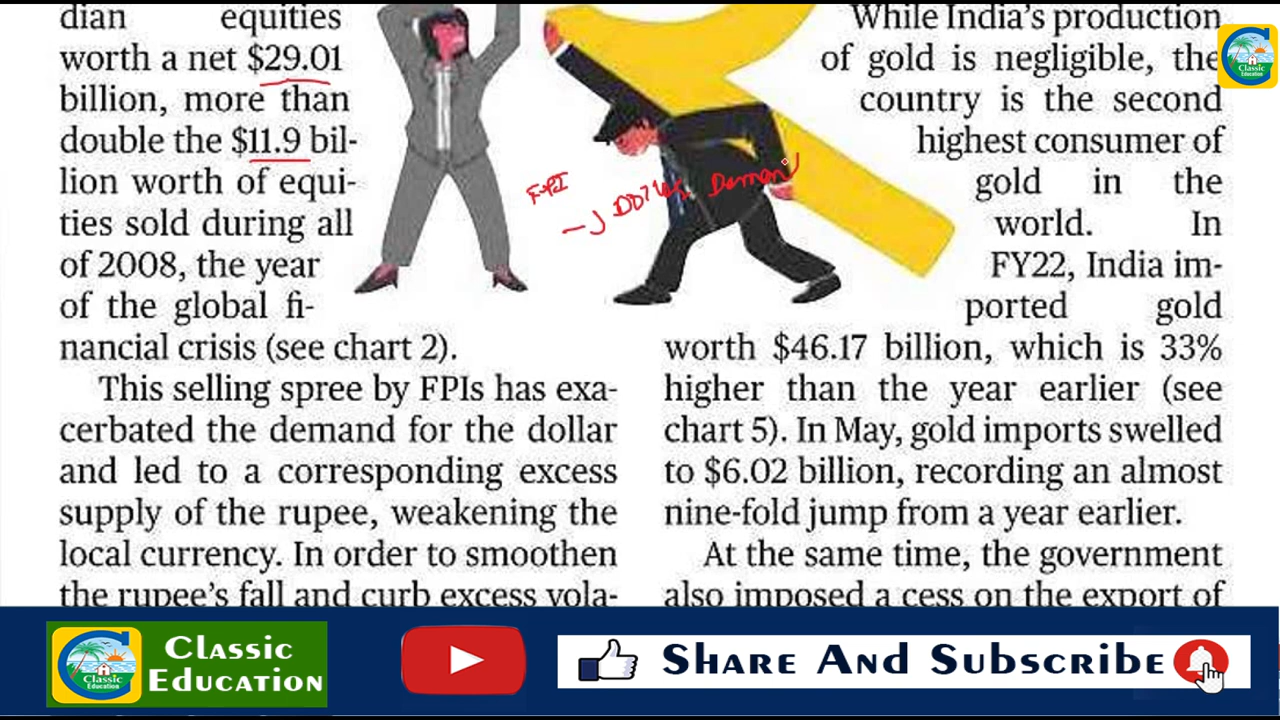 dian equities
worth a net $29.01
billion, more than
double the $11.9 bil-
lion worth of equi-
ties sold during all
of 2008, the year
of the global fi-
nancial crisis (see chart 2).
This selling spree by FPIs has exa-
cerbated the demand for the dollar
and led to a corresponding excess
supply of the rupee, weakening the
local currency. In order to smoothen
the rupee's fall and curb excess vola-
FPI
Dollar Deman
While India's production
of gold is negligible, the
country is the second
highest consumer of
gold in the
world. In
FY22, India im-
ported gold
worth $46.17 billion, which is 33%
higher than the year earlier (see
chart 5). In May, gold imports swelled
to $6.02 billion, recording an almost
nine-fold jump from a year earlier.
At the same time, the government
also imposed a cess on the export of
Classic
Education
Classic
Education
Classic
Education
Share And Subscribe